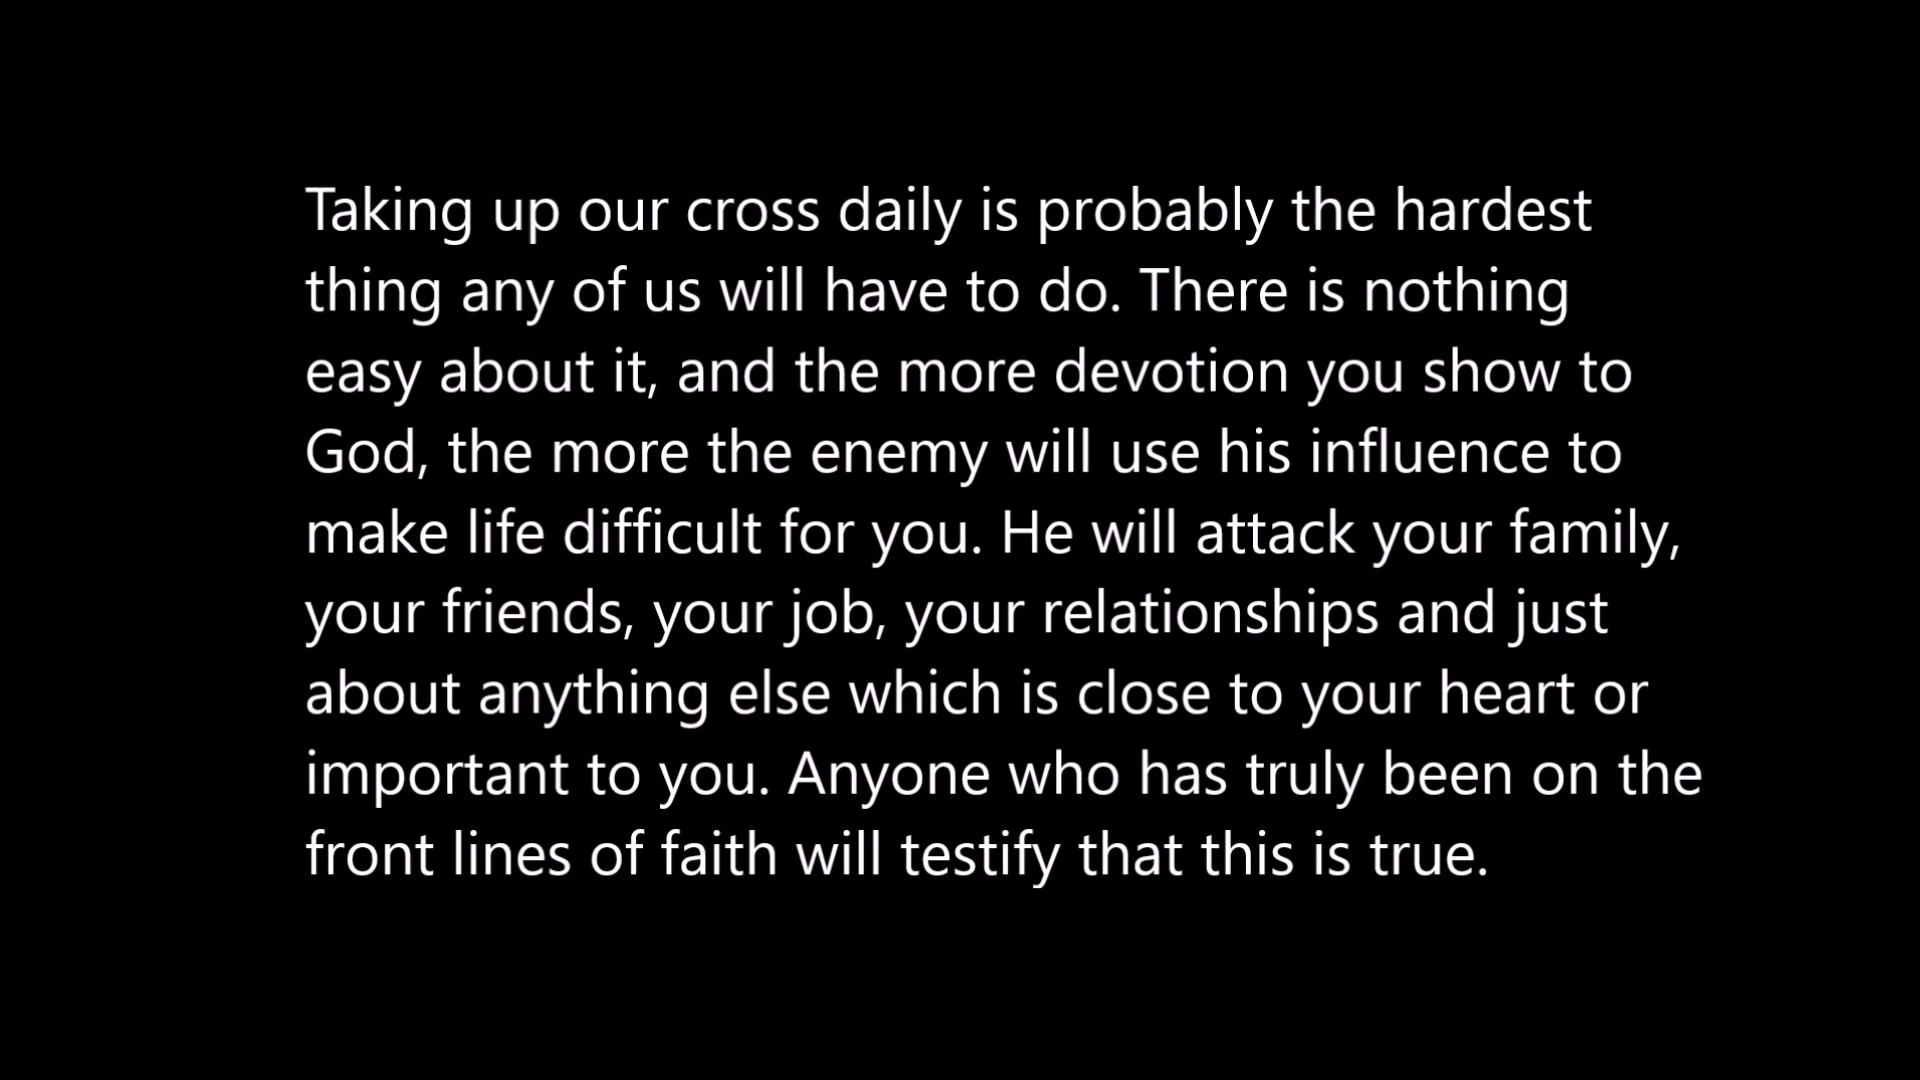 Taking up our cross daily is probably the hardest
thing any of us will have to do. There is nothing
easy about it, and the more devotion you show to
God, the more the enemy will use his influence to
make life difficult for you. He will attack your family,
your friends, your job, your relationships and just
about anything else which is close to your heart or
important to you. Anyone who has truly been on the
front lines of faith will testify that this is true.